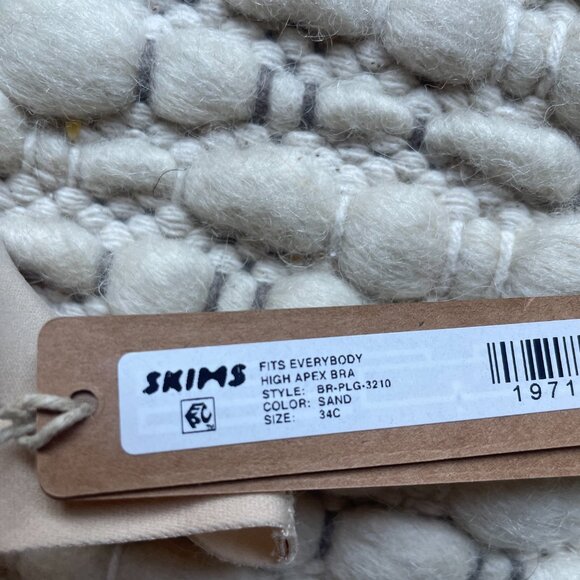 SKIMS
FITS EVERYBODY
HIGH APEX BRA
STYLE: BR-PLG-3210
COLOR: SAND
SIZE: 34C
1971